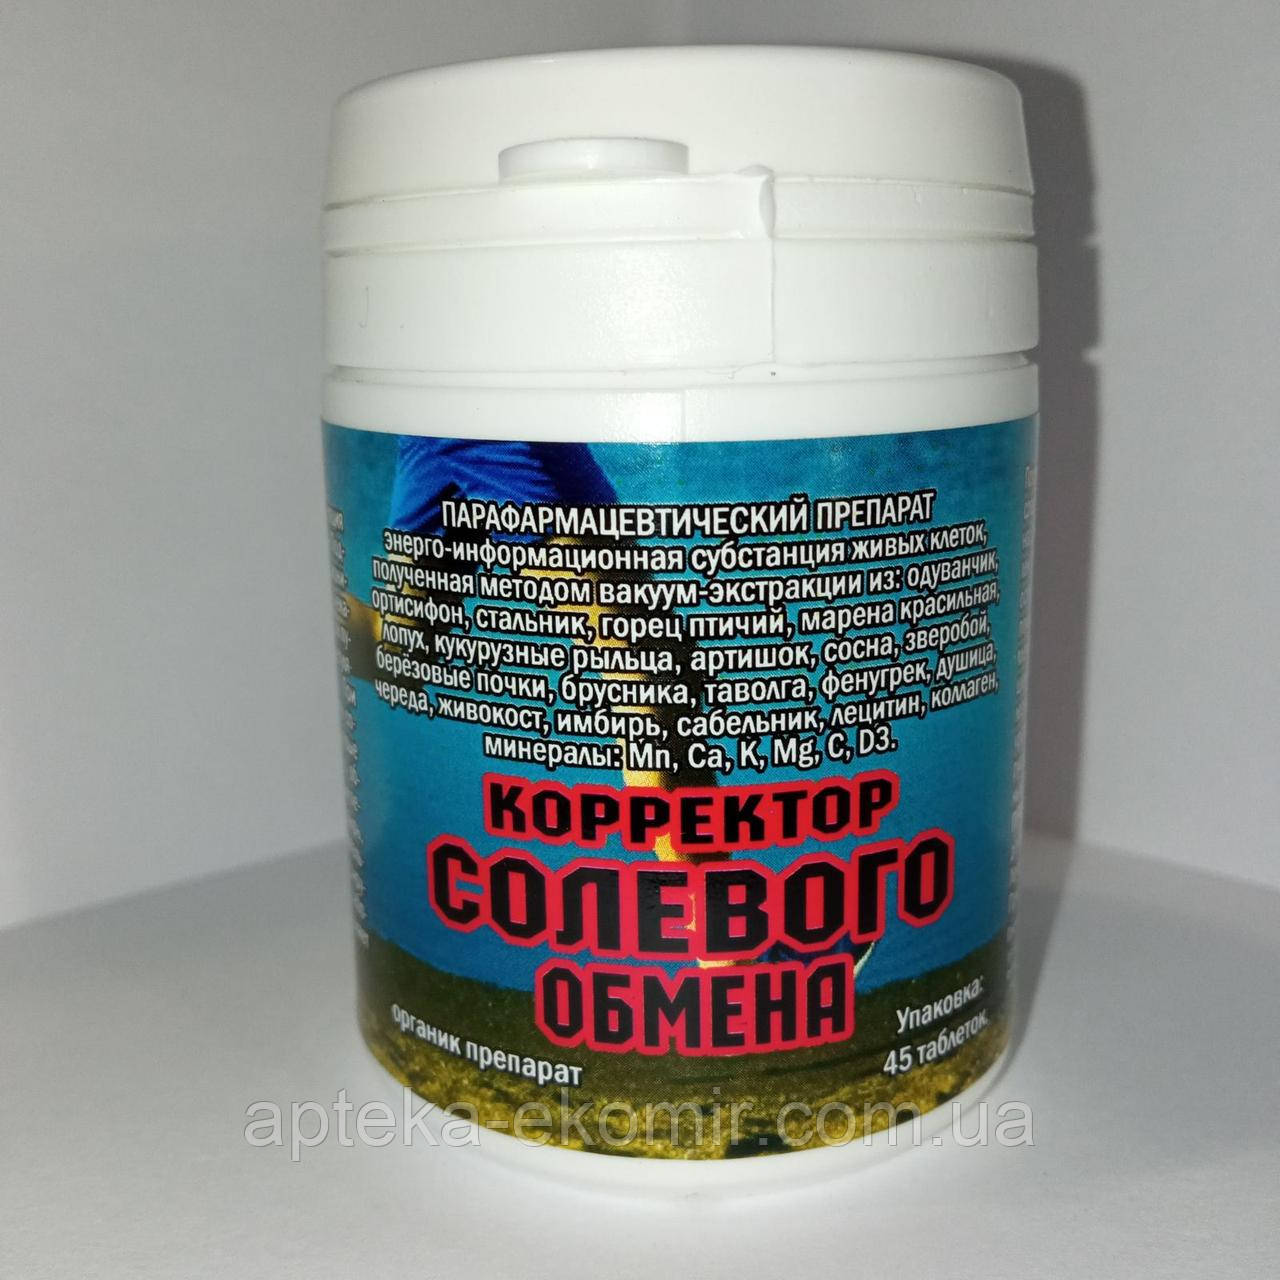 ПАРАФАРМАЦЕВТИЧЕСКИЙ ПРЕПАРАТ
энерго-информационная субстанция живых клеток,
полученная методом вакуум-экстракции из: одуванчик,
ортисифон, стальник, горец птичий, марена красильная,
лопух, кукурузные рыльца, артишок, сосна, зверобой,
берёзовые почки, брусника, таволга, фенугрек, душица,
череда, живокост, имбирь, сабельник, лецитин, коллаген,
минералы: Mn, Ca, K, Mg, C, D3.
КОРРЕКТОР
СОЛЕВОГО
ОБМЕНА
органик препарат
Упаковка:
45 таблеток
apteka-ekomir.com.ua